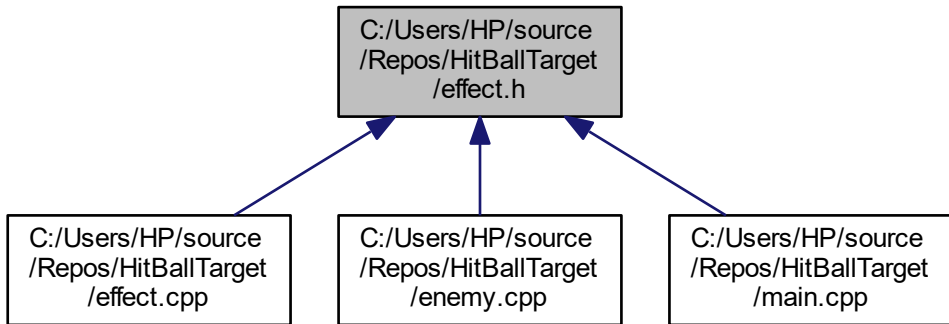 C:/Users/HP/source
/Repos/HitBallTarget
/effect.h
C:/Users/HP/source
/Repos/HitBallTarget
/effect.cpp
C:/Users/HP/source
/Repos/HitBallTarget
/enemy.cpp
C:/Users/HP/source
/Repos/HitBallTarget
/main.cpp